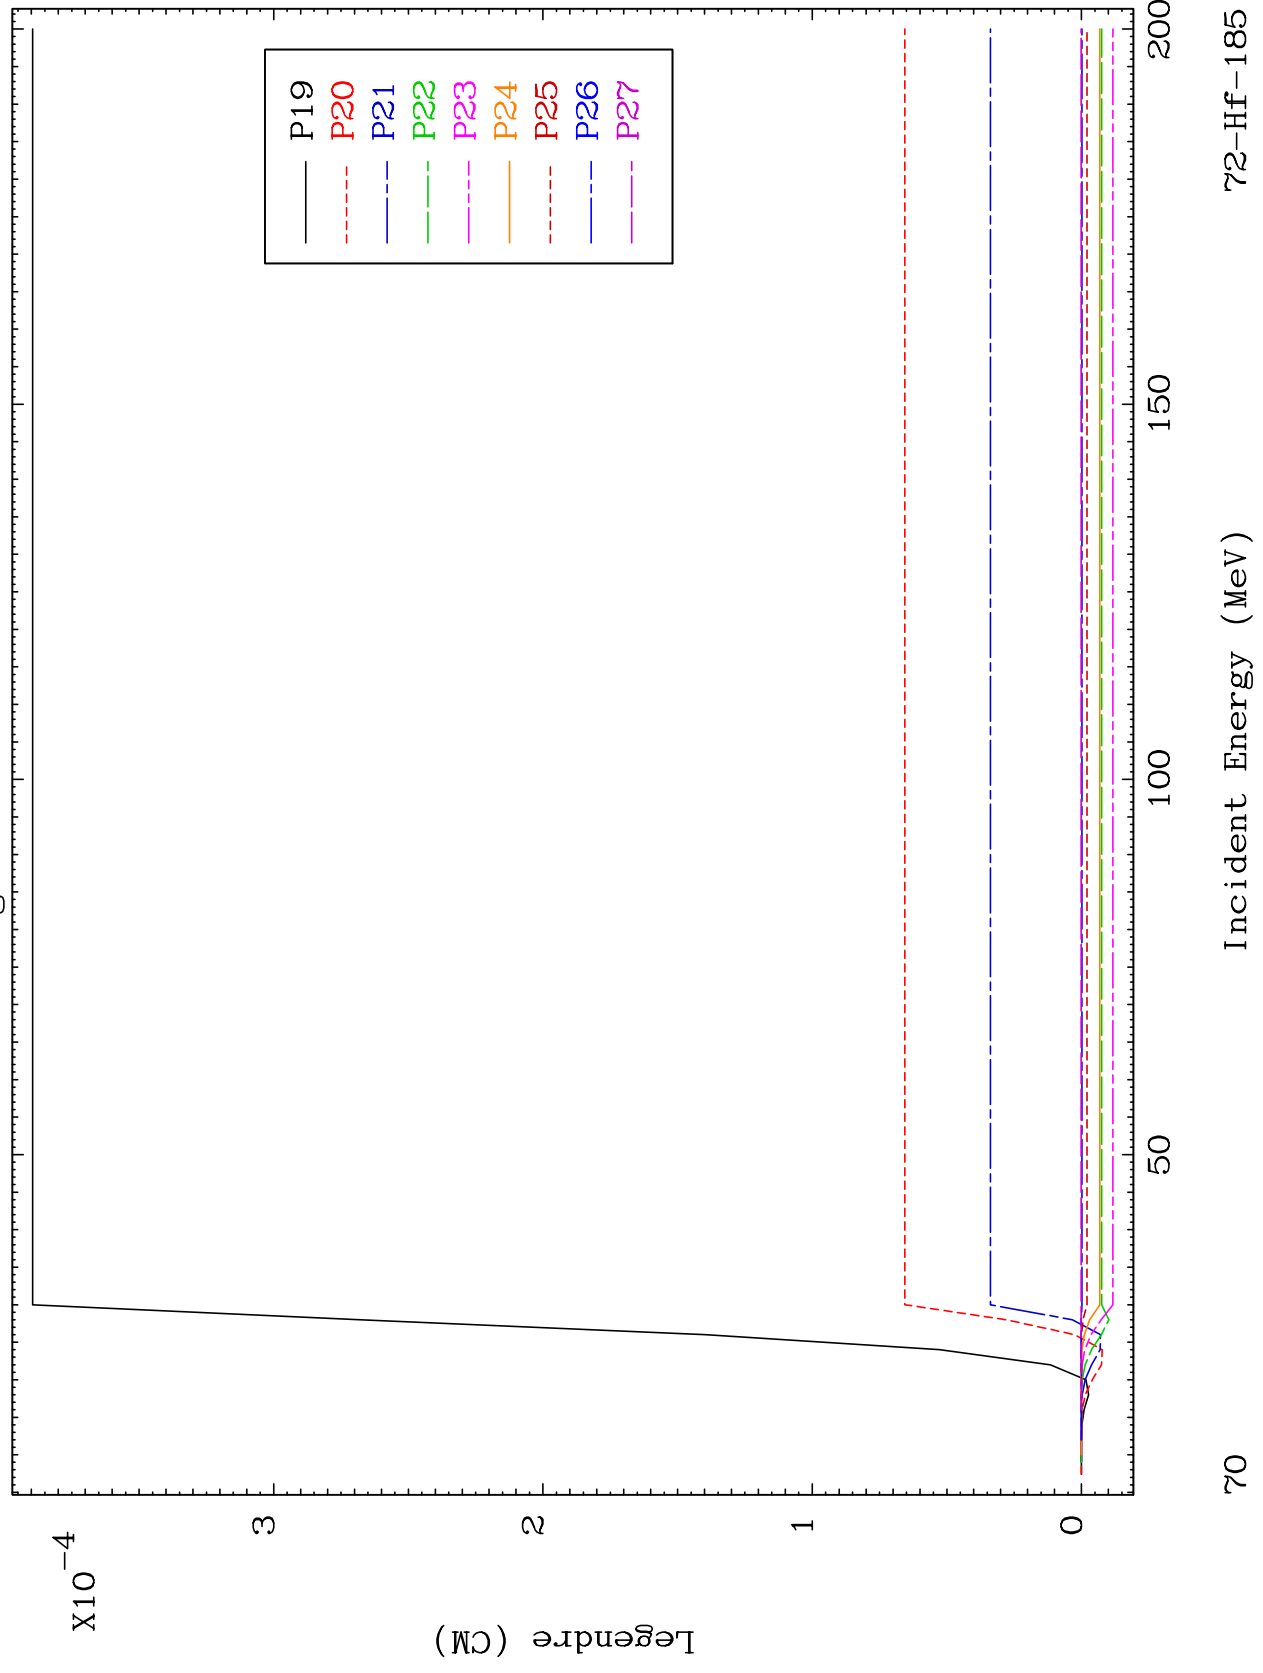 X10-4
3
2
1
0
Legendre (CM)
P19
P20
P21
P22
P23
P24
P25
P26
P27
50
100
150
200
Incident Energy (MeV)
70
72-Hf-185